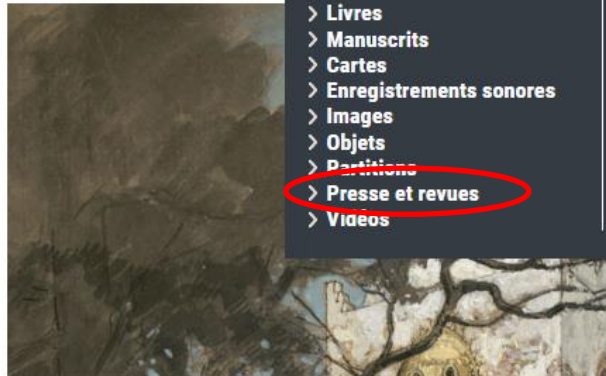 > Livres
> Manuscrits
> Cartes
> Enregistrements sonores
> Images
> Objets
> Partitions
> Presse et revues
> Vidéos